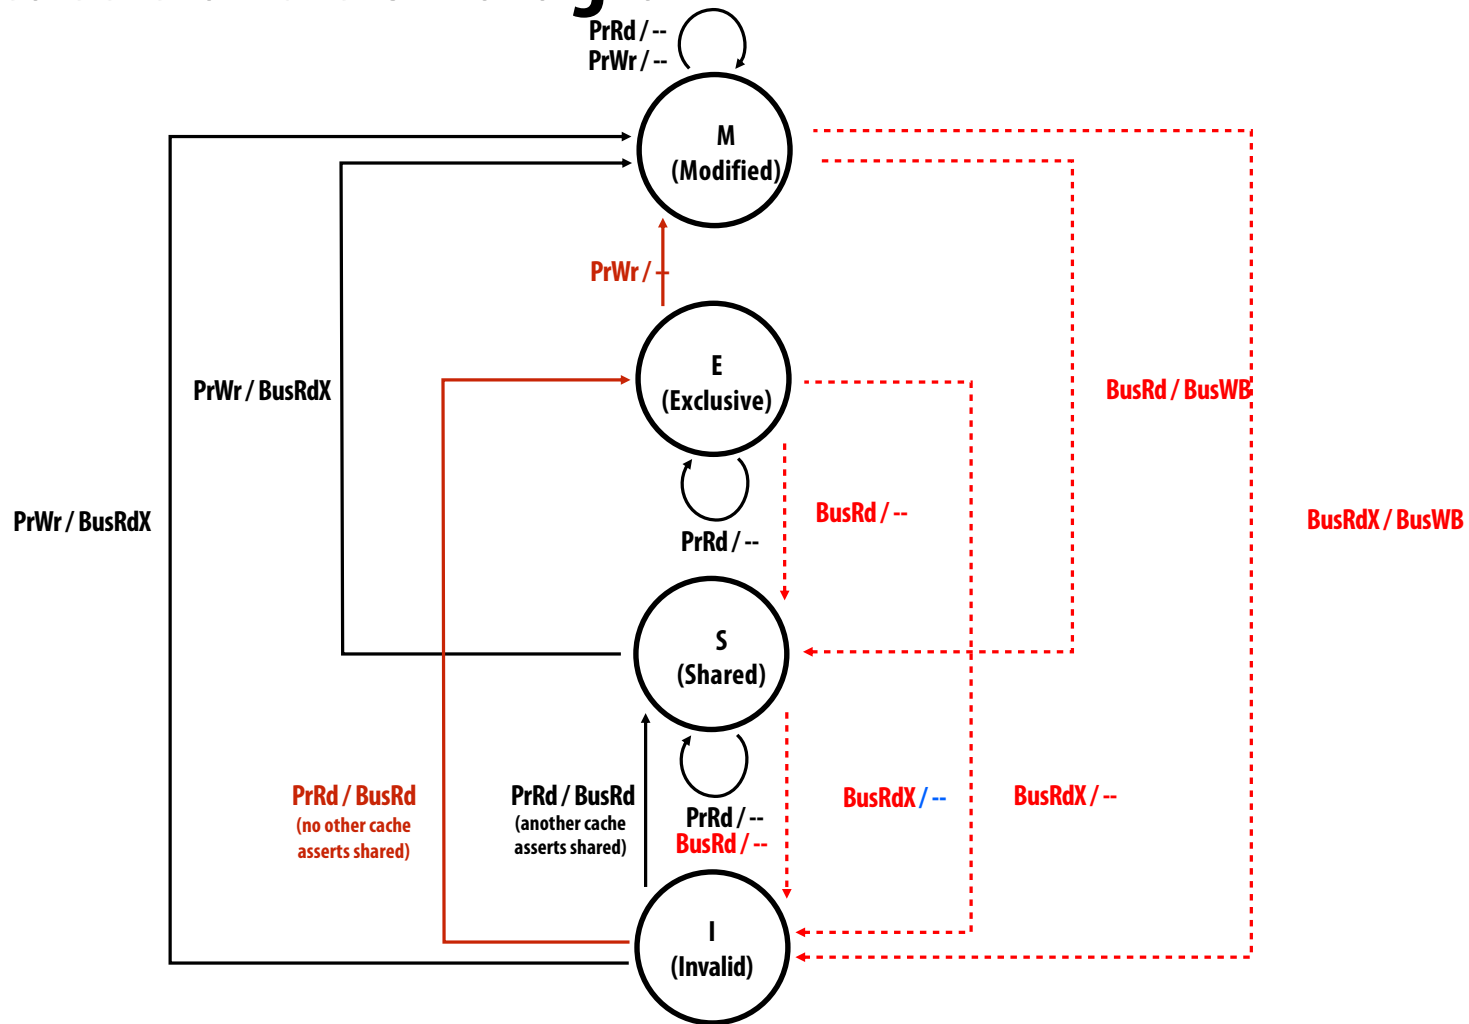 PrRd / --
PrWr / --
M
(Modified)
PrWr / --
E
(Exclusive)
PrWr / BusRdX
BusRd / BusWB
PrWr / BusRdX
BusRd / --
BusRdX / BusWB
PrRd / --
S
(Shared)
PrRd / BusRd
(no other cache
asserts shared)
PrRd / BusRd
(another cache
asserts shared)
PrRd / --
BusRd / --
BusRdX / --
BusRdX / --
I
(Invalid)